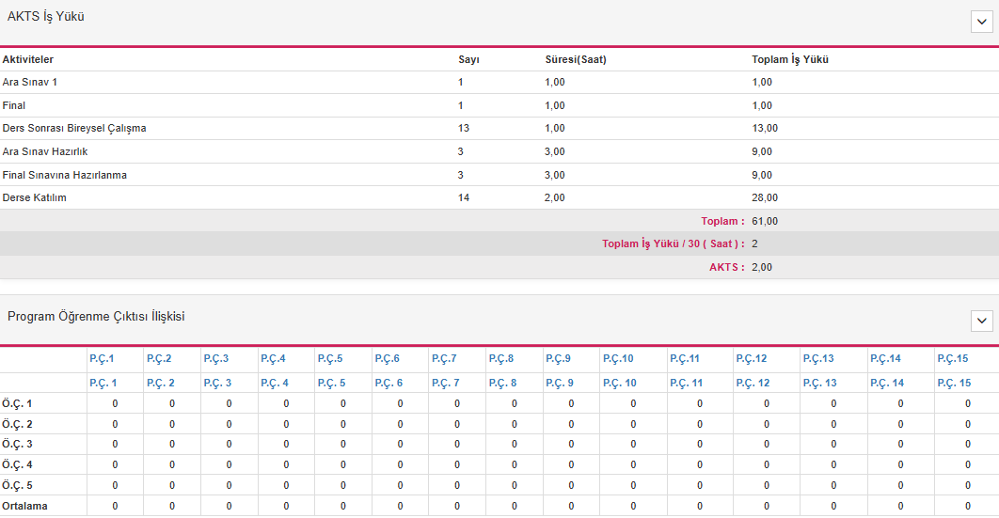 AKTS İş Yükü
Aktiviteler Sayı Süresi(Saat) Toplam İş Yükü
Ara Sınav 1 1 1,00 1,00
Final 1 1,00 1,00
Ders Sonrası Bireysel Çalışma 13 1,00 13,00
Ara Sınav Hazırlık 3 3,00 9,00
Final Sınavına Hazırlanma 3 3,00 9,00
Derse Katılım 14 2,00 28,00
Toplam : 61,00
Toplam İş Yükü / 30 ( Saat ) : 2
AKTS : 2,00
Program Öğrenme Çıktısı İlişkisi
P.Ç.1 P.Ç.2 P.Ç.3 P.Ç.4 P.Ç.5 P.Ç.6 P.Ç.7 P.Ç.8 P.Ç.9 P.Ç.10 P.Ç.11 P.Ç.12 P.Ç.13 P.Ç.14 P.Ç.15
P.Ç. 1 P.Ç. 2 P.Ç. 3 P.Ç. 4 P.Ç. 5 P.Ç. 6 P.Ç. 7 P.Ç. 8 P.Ç. 9 P.Ç. 10 P.Ç. 11 P.Ç. 12 P.Ç. 13 P.Ç. 14 P.Ç. 15
Ö.Ç. 1 0 0 0 0 0 0 0 0 0 0 0 0 0 0 0
Ö.Ç. 2 0 0 0 0 0 0 0 0 0 0 0 0 0 0 0
Ö.Ç. 3 0 0 0 0 0 0 0 0 0 0 0 0 0 0 0
Ö.Ç. 4 0 0 0 0 0 0 0 0 0 0 0 0 0 0 0
Ö.Ç. 5 0 0 0 0 0 0 0 0 0 0 0 0 0 0 0
Ortalama 0 0 0 0 0 0 0 0 0 0 0 0 0 0 0